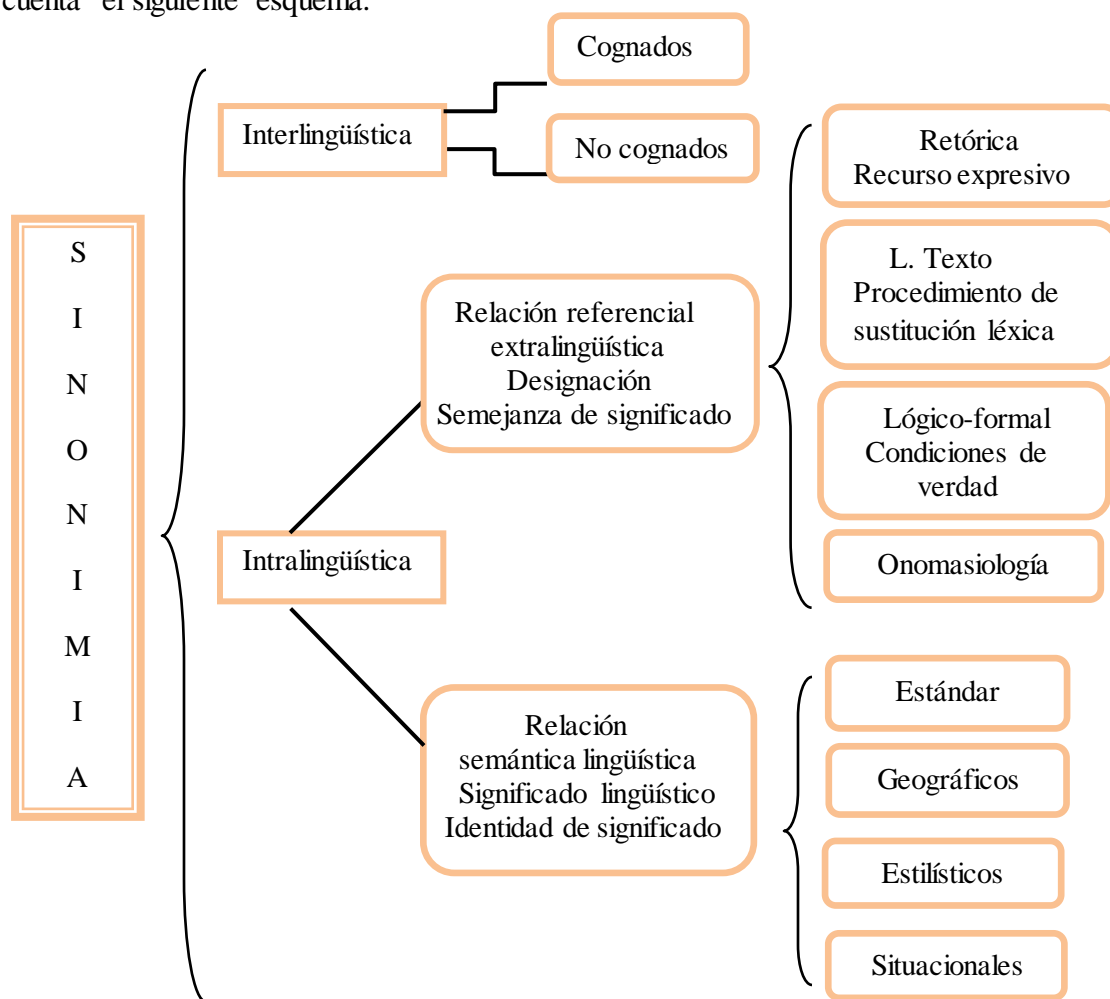 cuenta el siguiente esquema.
S
I
N
O
N
I
M
I
A
Interlingüística
Cognados
No cognados
Intralingüística
Relación referencial
extralingüística
Designación
Semejanza de significado
Retórica
Recurso expresivo
L. Texto
Procedimiento de
sustitución léxica
Lógico-formal
Condiciones de
verdad
Onomasiología
Relación
semántica lingüística
Significado lingüístico
Identidad de significado
Estándar
Geográficos
Estilísticos
Situacionales